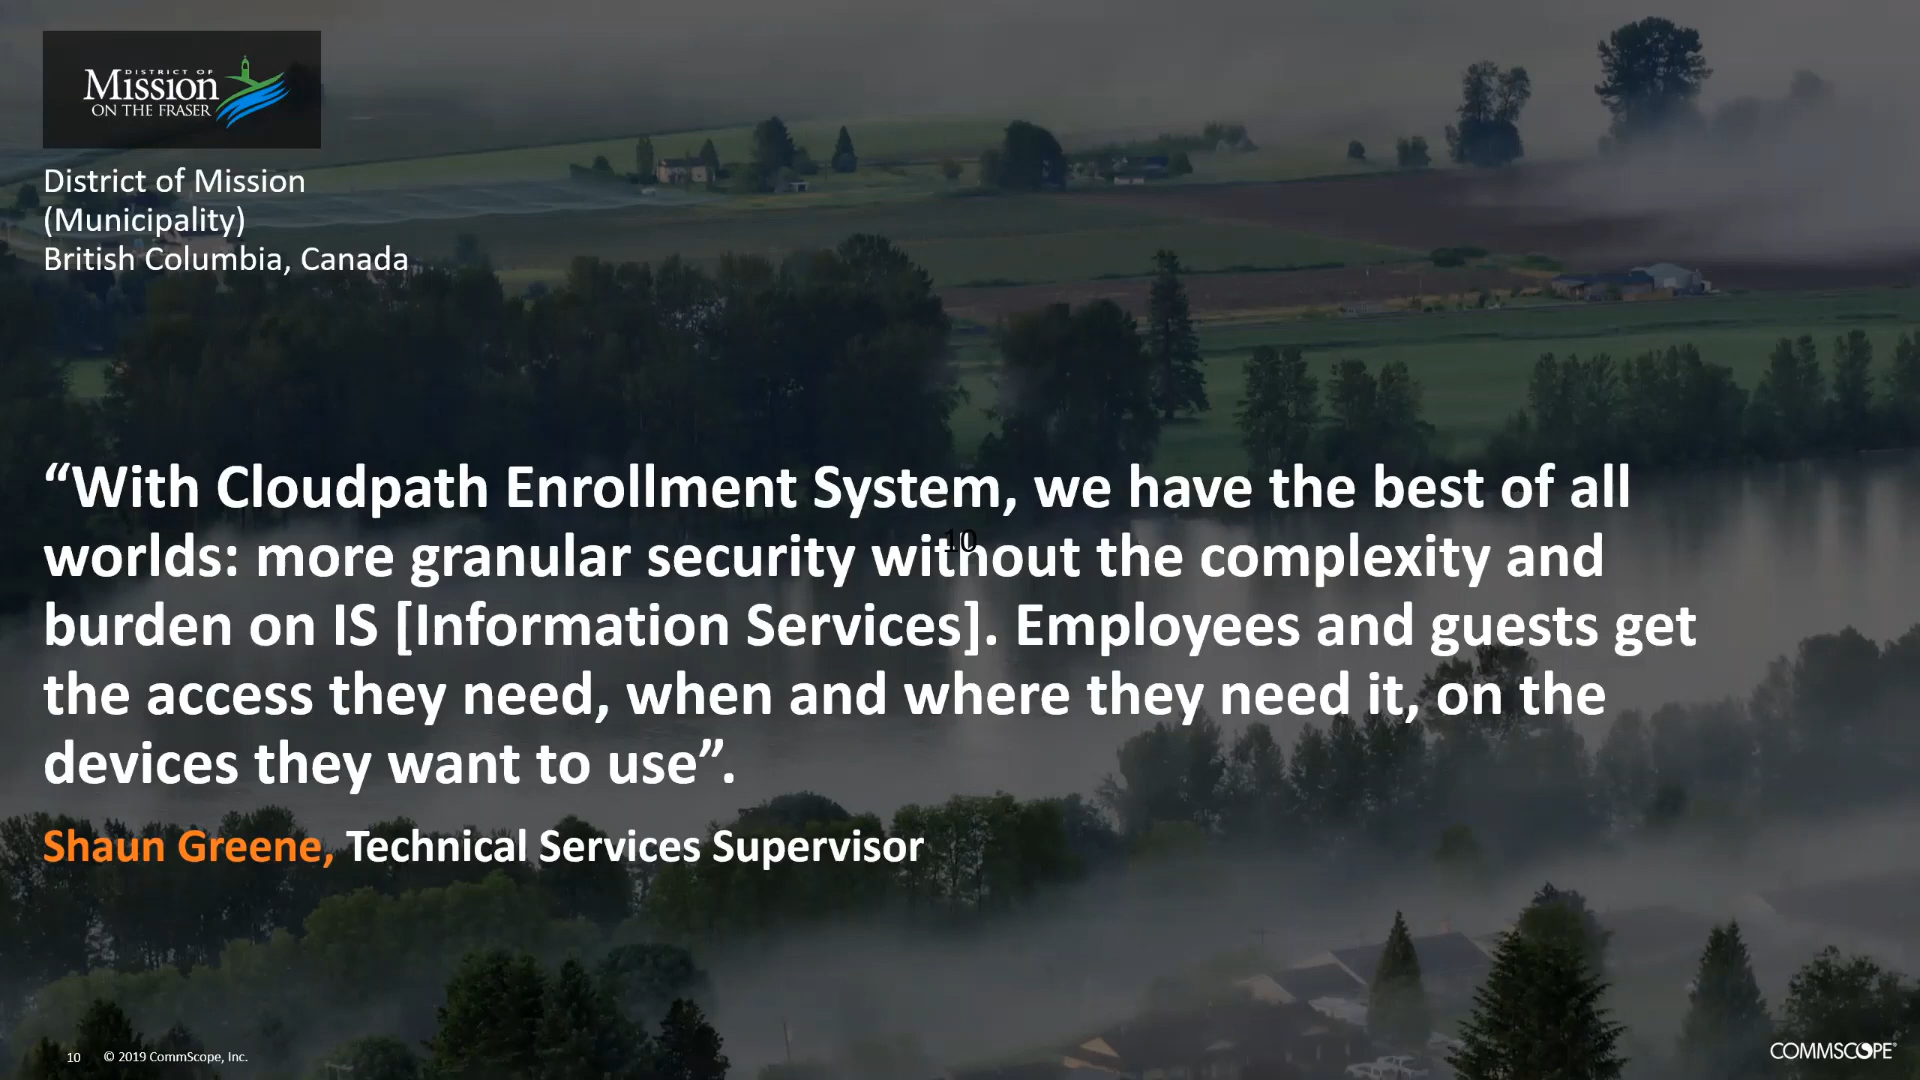 DISTRICT OF
Mission
ON THE FRASER
District of Mission
(Municipality)
British Columbia, Canada
“With Cloudpath Enrollment System, we have the best of all
worlds: more granular security without the complexity and
burden on IS [Information Services]. Employees and guests get
the access they need, when and where they need it, on the
devices they want to use”.
10
Shaun Greene, Technical Services Supervisor
10 © 2019 CommScope, Inc.
COMMSCOPE®